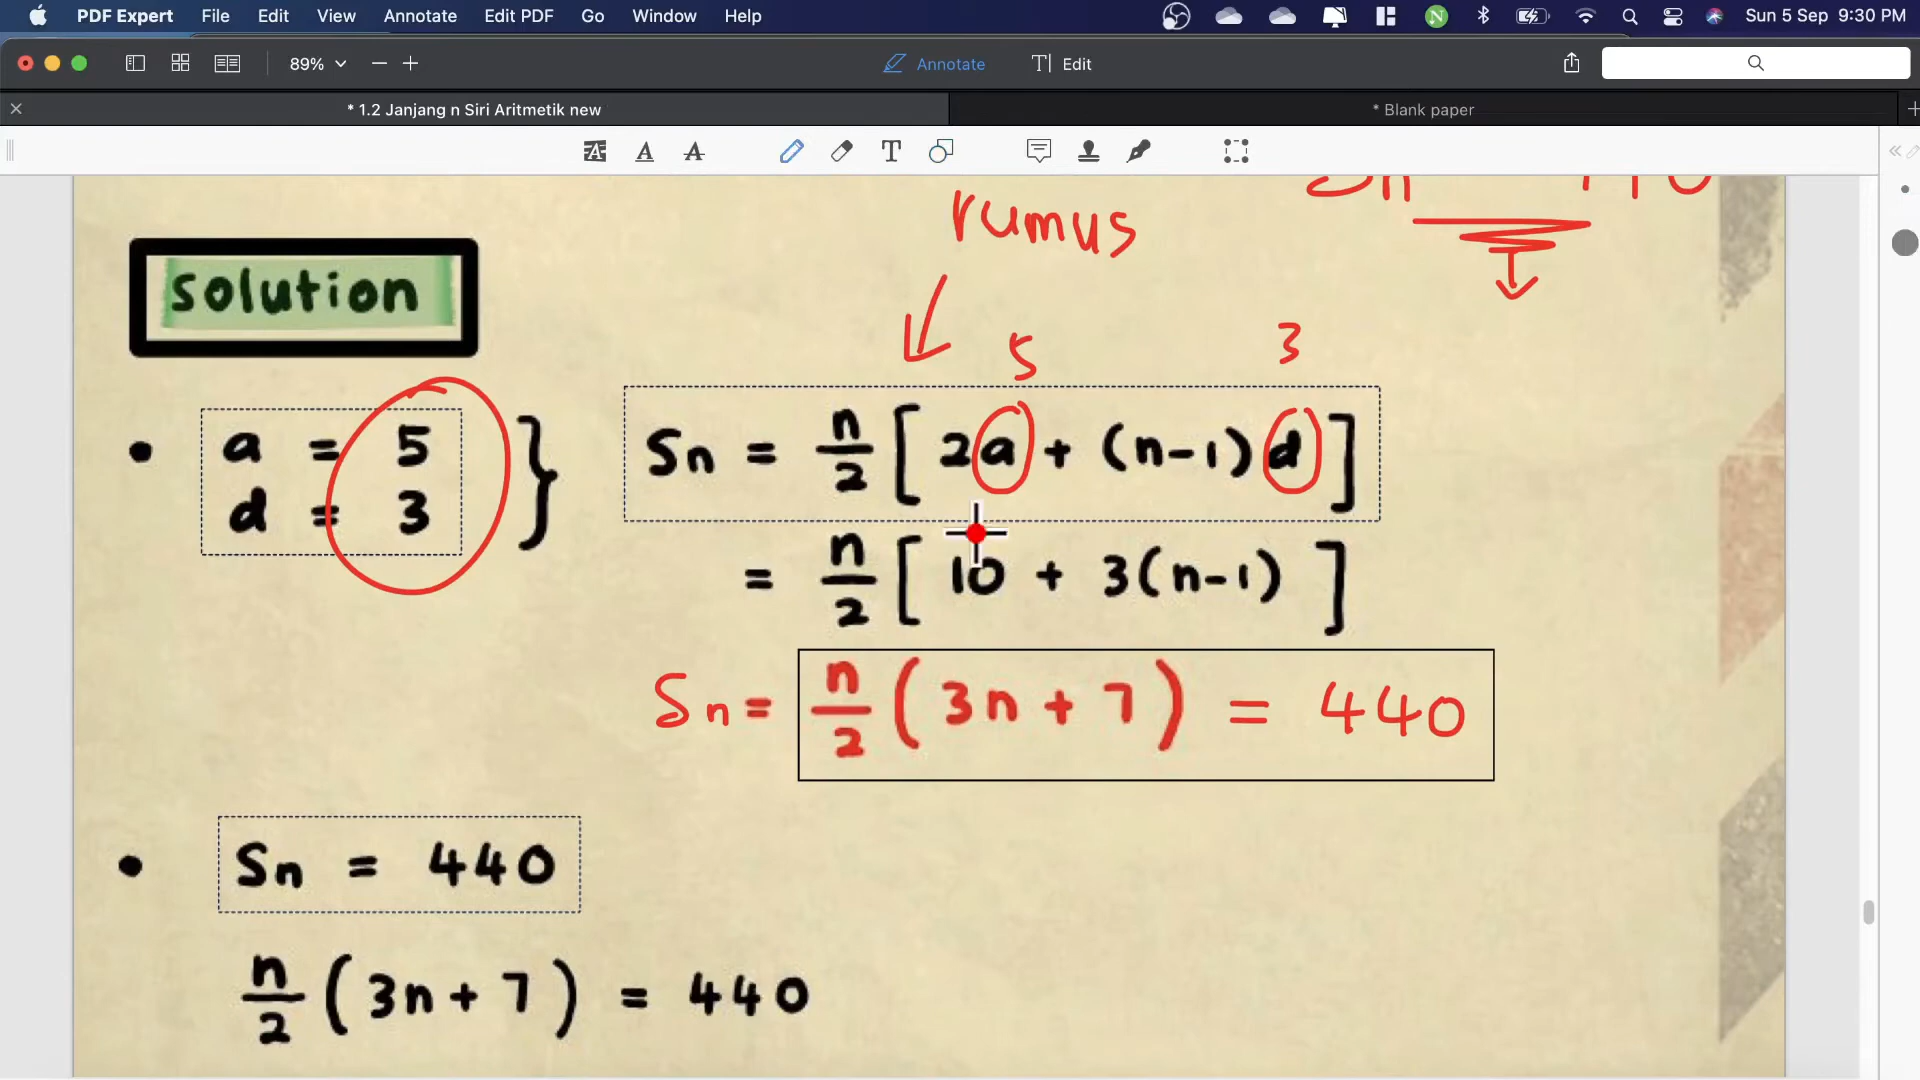 PDF Expert File Edit View Annotate Edit PDF Go Window Help Sun 5 Sep 9:30 PM
89% Annotate T Edit
* 1.2 Janjang n Siri Aritmetik new * Blank paper
rumus
solution
5 3
a = 5
d = 3
Sn = n/2 [ 2a + (n-1) d ]
= n/2 [ 10 + 3(n-1) ]
Sn = n/2 ( 3n + 7 ) = 440
Sn = 440
n/2 ( 3n + 7 ) = 440